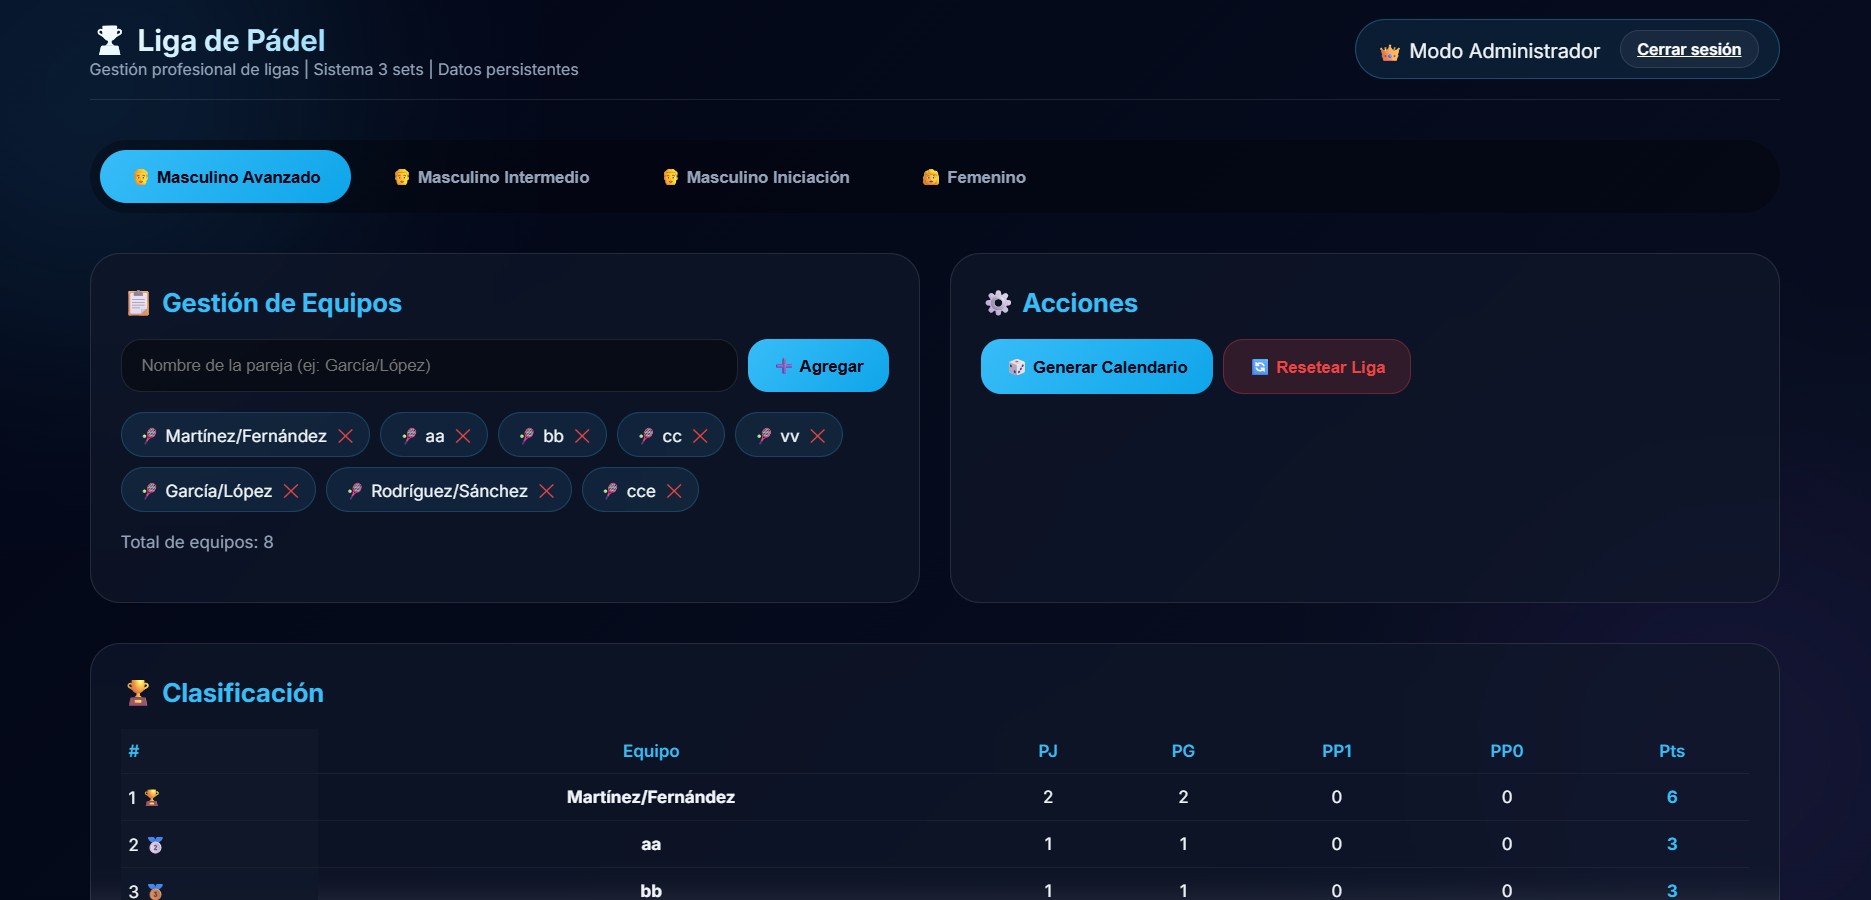 Liga de Pádel
Gestión profesional de ligas | Sistema 3 sets | Datos persistentes
Modo Administrador Cerrar sesión
Masculino Avanzado Masculino Intermedio Masculino Iniciación Femenino
Gestión de Equipos
Nombre de la pareja (ej: García/López) Agregar
Martínez/Fernández aa bb cc vv
García/López Rodríguez/Sánchez cce
Total de equipos: 8
Acciones
Generar Calendario Resetear Liga
Clasificación
# Equipo PJ PG PP1 PP0 Pts
1 Martínez/Fernández 2 2 0 0 6
2 aa 1 1 0 0 3
3 bb 1 1 0 0 3